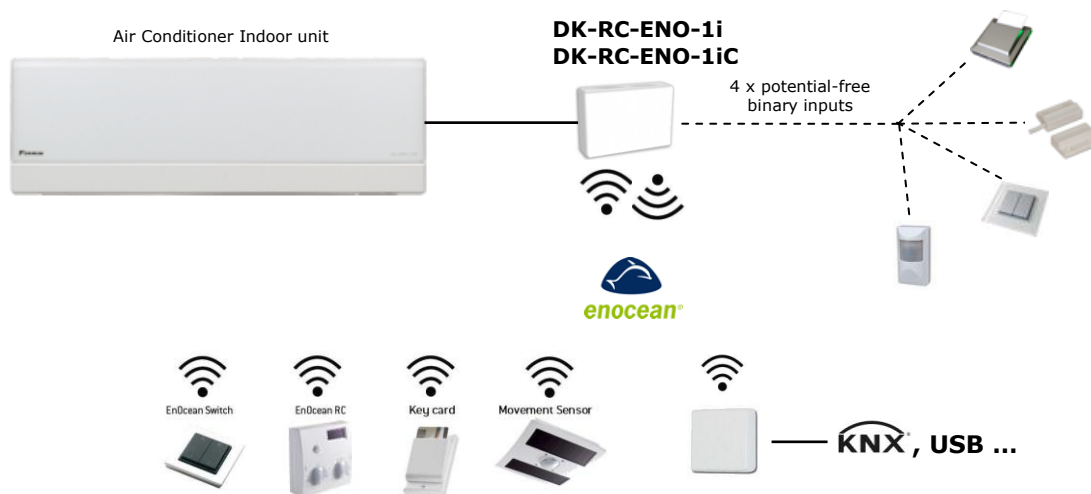 Air Conditioner Indoor unit
DK-RC-ENO-1i
DK-RC-ENO-1iC
4 x potential-free
binary inputs
DAIKIN
enocean®
EnOcean Switch
EnOcean RC
Key card
Movement Sensor
KNX®, USB ...